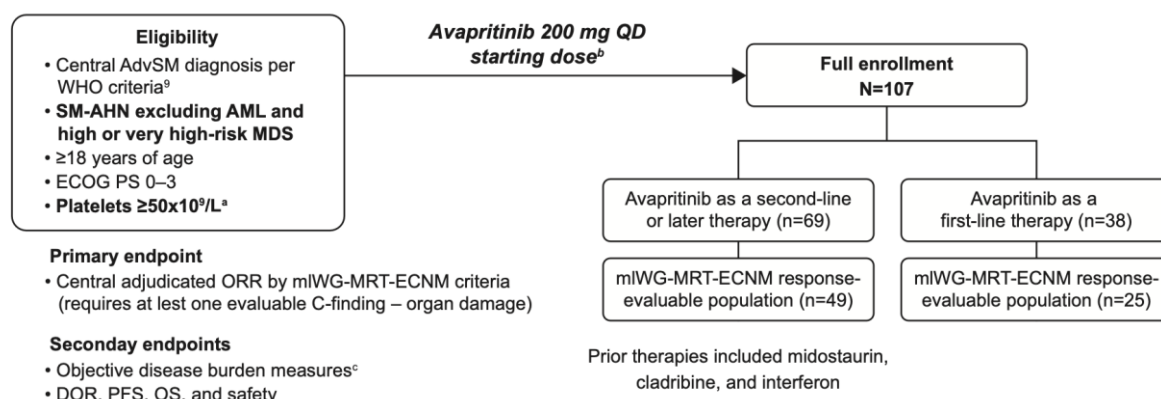 Eligibility
• Central AdvSM diagnosis per
WHO criteria⁹
• SM-AHN excluding AML and
high or very high-risk MDS
• ≥18 years of age
• ECOG PS 0–3
• Platelets ≥50x10⁹/Lᵃ
Primary endpoint
• Central adjudicated ORR by mIWG-MRT-ECNM criteria
(requires at lest one evaluable C-finding – organ damage)
Seconday endpoints
• Objective disease burden measuresᶜ
• DOR, PFS, OS, and safety
Avapritinib 200 mg QD
starting doseᵇ
Full enrollment
N=107
Avapritinib as a second-line
or later therapy (n=69)
mIWG-MRT-ECNM response-
evaluable population (n=49)
Avapritinib as a
first-line therapy (n=38)
mIWG-MRT-ECNM response-
evaluable population (n=25)
Prior therapies included midostaurin,
cladribine, and interferon